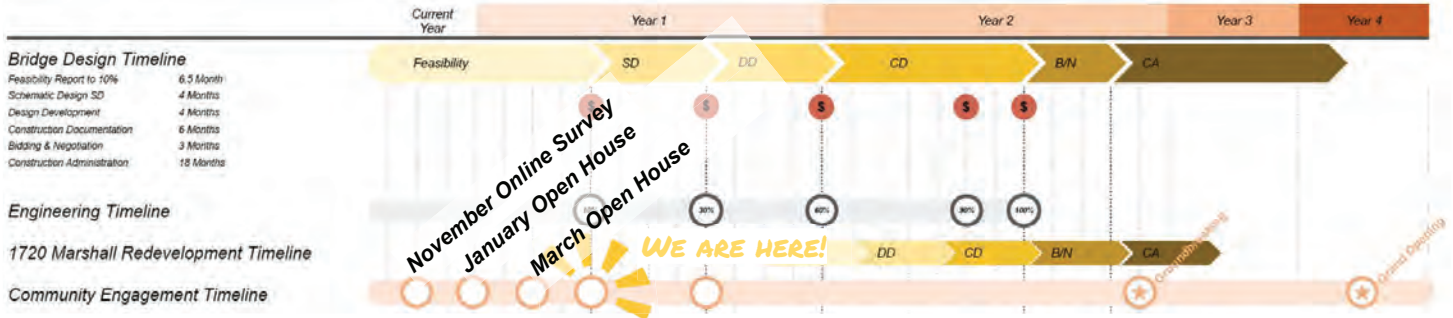 Current Year
Year 1
Year 2
Year 3
Year 4
Bridge Design Timeline
Feasibility Report to 10% 6.5 Month
Schematic Design SD 4 Months
Design Development 4 Months
Construction Documentation 6 Months
Bidding & Negotiation 3 Months
Construction Administration 18 Months
Feasibility
SD
DD
CD
B/N
CA
$
$
$
$
$
November Online Survey
January Open House
March Open House
Engineering Timeline
10%
30%
60%
90%
100%
1720 Marshall Redevelopment Timeline
WE ARE HERE!
DD
CD
B/N
CA
Groundbreaking
Grand Opening
Community Engagement Timeline